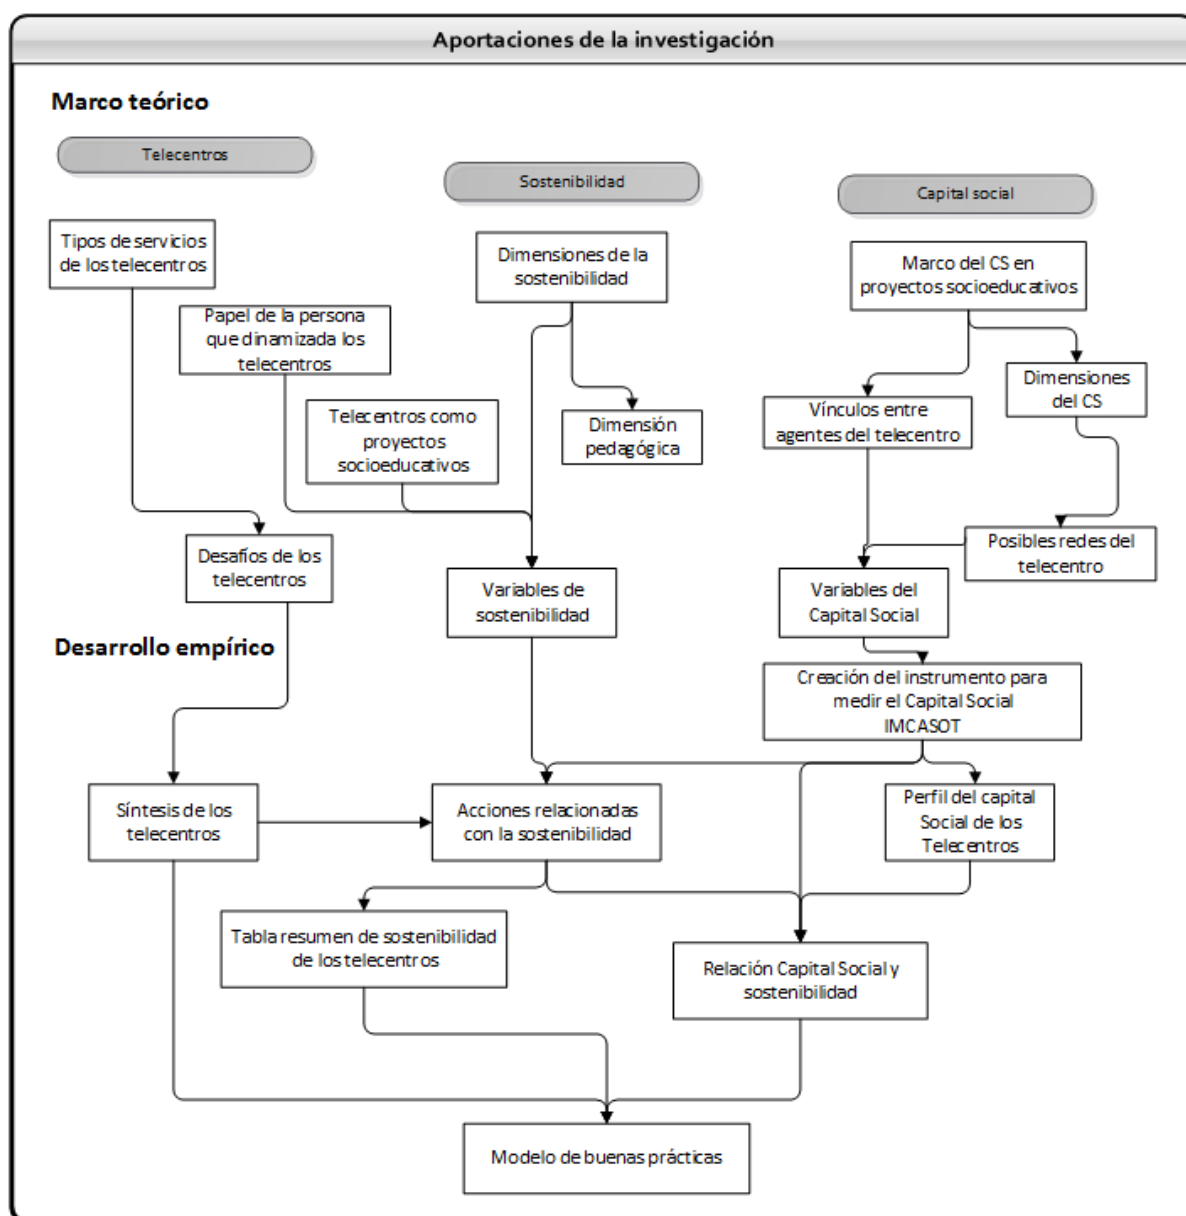 Aportaciones de la investigación
Marco teórico
Telecentros
Sostenibilidad
Capital social
Tipos de servicios
de los telecentros
Dimensiones de la
sostenibilidad
Marco del CS en
proyectos socioeducativos
Papel de la persona
que dinamizada los
telecentros
Dimensiones
del CS
Telecentros como
proyectos
socioeducativos
Dimensión
pedagógica
Vínculos entre
agentes del telecentro
Desafíos de los
telecentros
Posibles redes del
telecentro
Variables de
sostenibilidad
Variables del
Capital Social
Desarrollo empírico
Creación del instrumento para
medir el Capital Social
IMCASOT
Síntesis de los
telecentros
Acciones relacionadas
con la sostenibilidad
Perfil del capital
Social de los
Telecentros
Tabla resumen de sostenibilidad
de los telecentros
Relación Capital Social y
sostenibilidad
Modelo de buenas prácticas